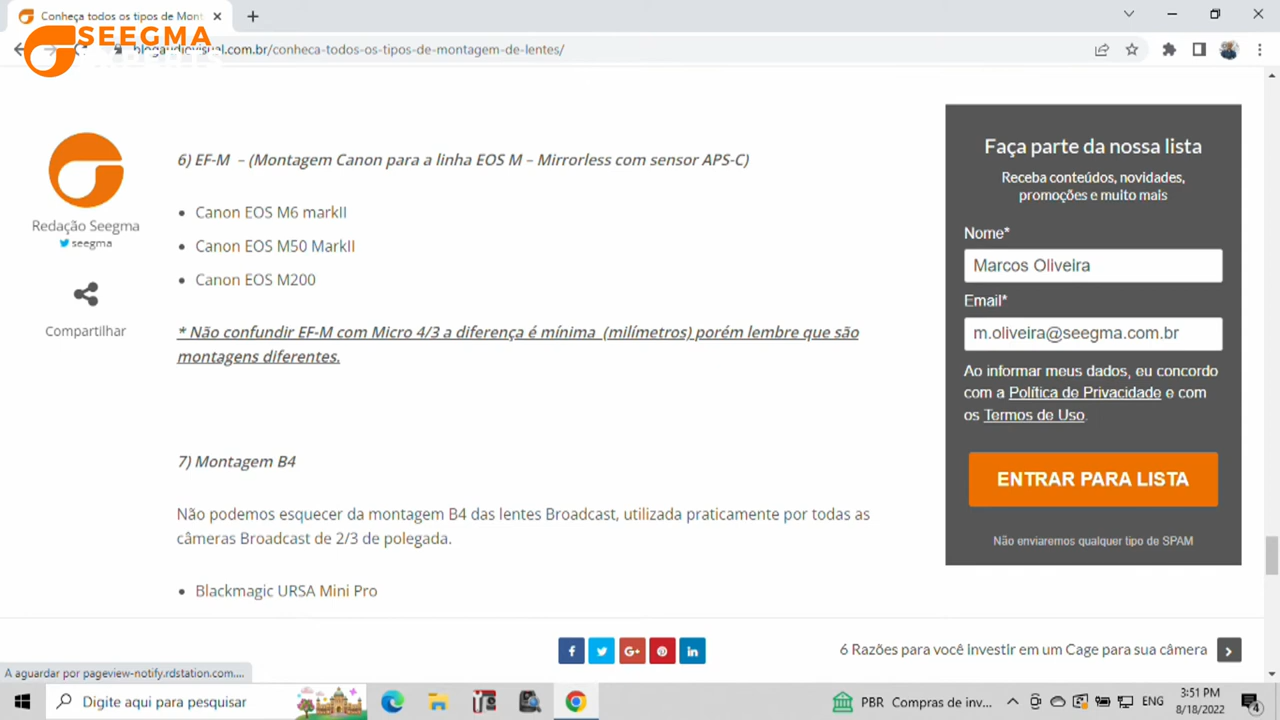 Conheça todos os tipos de Mont
SEEGMA
EXPERTS
blogaudiovisual.com.br/conheca-todos-os-tipos-de-montagem-de-lentes/
Redação Seegma
seegma
Compartilhar
6) EF-M – (Montagem Canon para a linha EOS M – Mirrorless com sensor APS-C)
• Canon EOS M6 markII
• Canon EOS M50 MarkII
• Canon EOS M200
* Não confundir EF-M com Micro 4/3 a diferença é mínima (milímetros) porém lembre que são
montagens diferentes.
7) Montagem B4
Não podemos esquecer da montagem B4 das lentes Broadcast, utilizada praticamente por todas as
câmeras Broadcast de 2/3 de polegada.
• Blackmagic URSA Mini Pro
Faça parte da nossa lista
Receba conteúdos, novidades,
promoções e muito mais
Nome*
Marcos Oliveira
Email*
m.oliveira@seegma.com.br
Ao informar meus dados, eu concordo
com a Política de Privacidade e com
os Termos de Uso.
ENTRAR PARA LISTA
Não enviaremos qualquer tipo de SPAM
6 Razões para você Investir em um Cage para sua câmera
A aguardar por pageview-notify.rdstation.com....
Digite aqui para pesquisar
PBR Compras de inv...
ENG
3:51 PM
8/18/2022
4